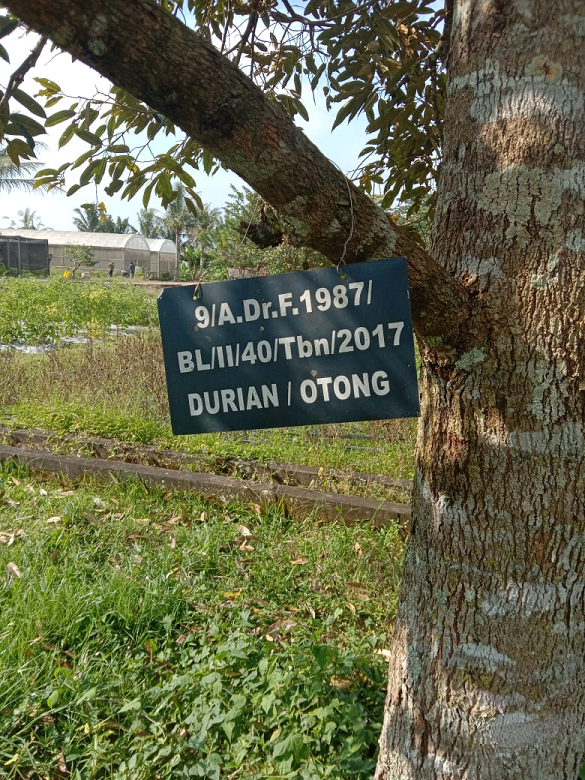 9/A.Dr.F.1987/
BL/II/40/Tbn/2017
DURIAN / OTONG